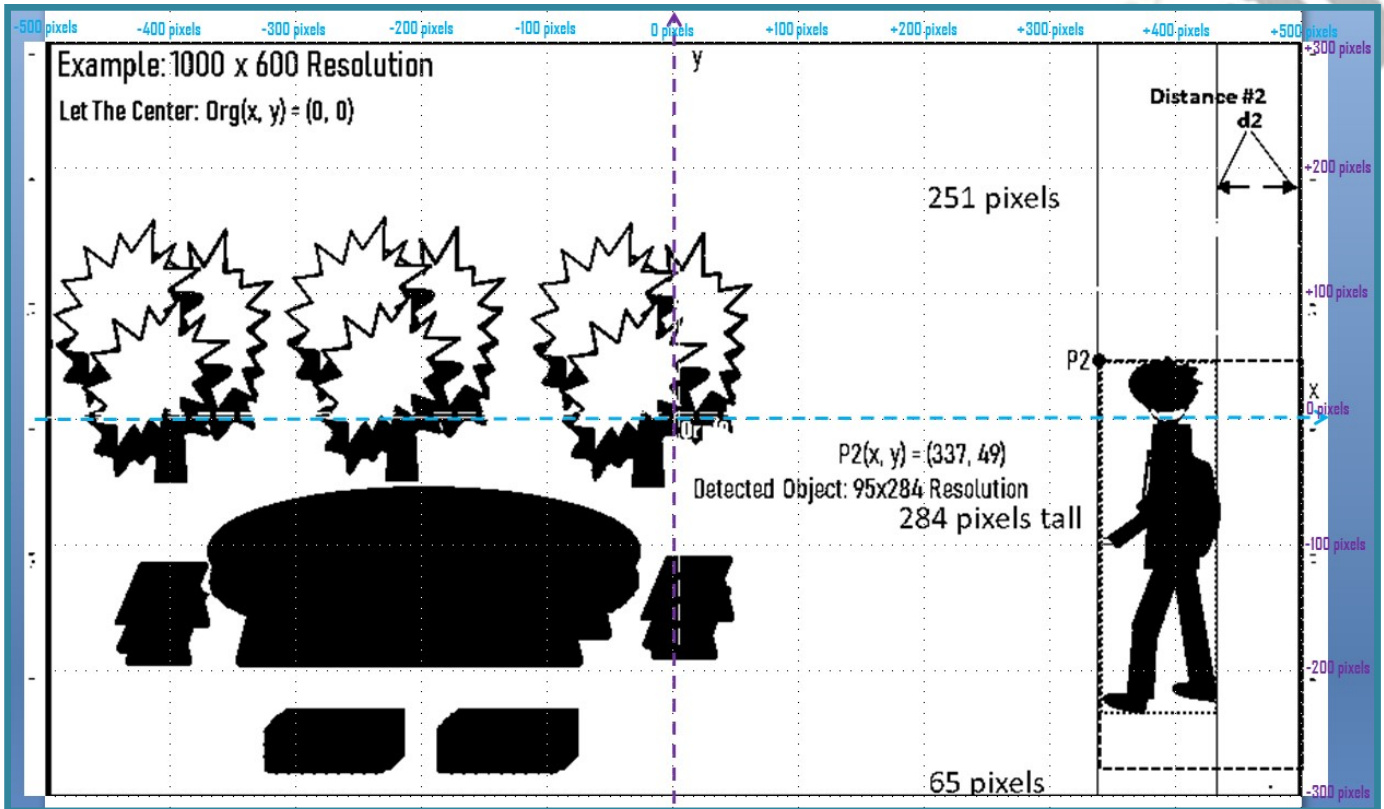 -500 pixels -400 pixels -300 pixels -200 pixels -100 pixels 0 pixels +100 pixels +200 pixels +300 pixels +400 pixels +500 pixels
+300 pixels
y
Example: 1000 x 600 Resolution
Let The Center: Org(x, y) = (0, 0)
Distance #2
d2
+200 pixels
251 pixels
+100 pixels
P2
x
0 pixels
P2(x, y) = (337, 49)
Detected Object: 95x284 Resolution
284 pixels tall
-100 pixels
-200 pixels
65 pixels
-300 pixels